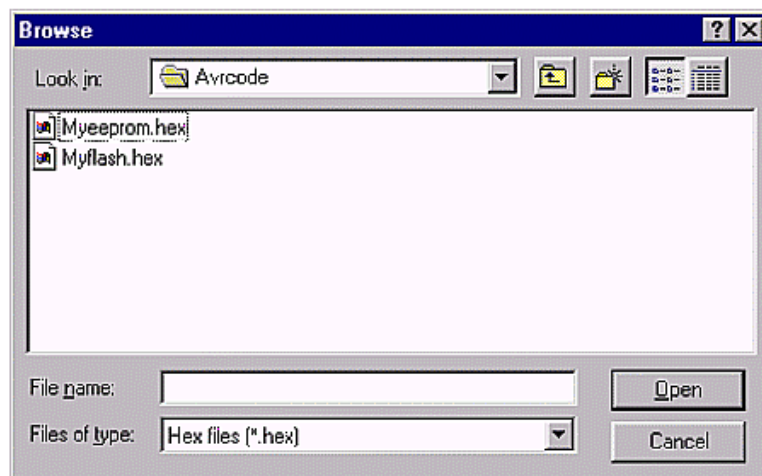 Browse
Look in: Avrcode
Myeeprom.hex
Myflash.hex
File name: Open
Files of type: Hex files (*.hex) Cancel